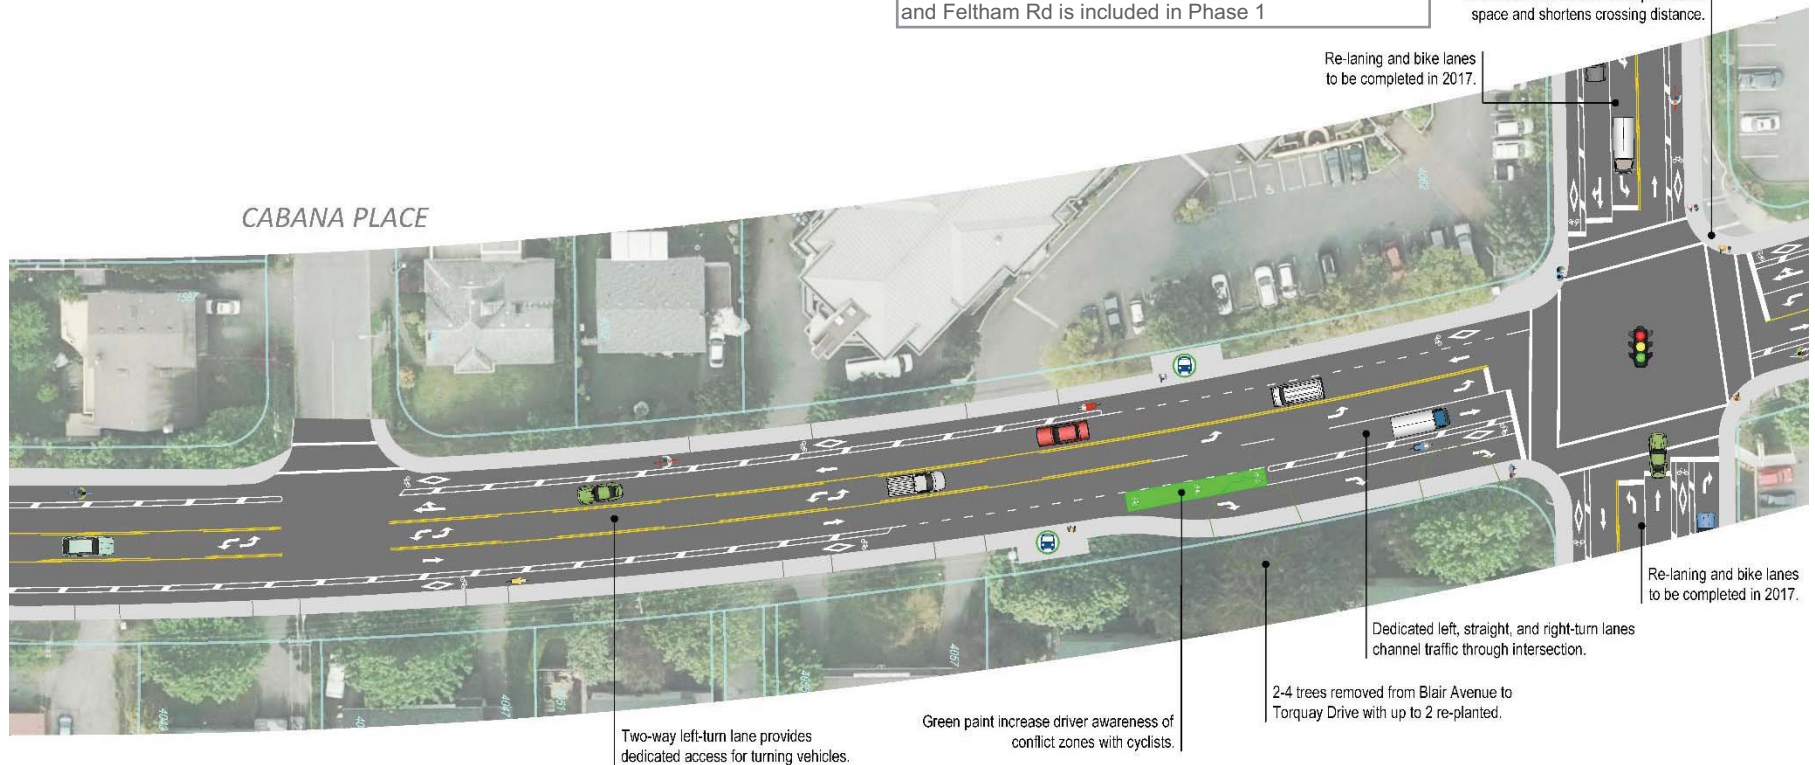 and Feltham Rd is included in Phase 1
space and shortens crossing distance.
Re-laning and bike lanes
to be completed in 2017.
CABANA PLACE
1587
4062
4057
4047
Re-laning and bike lanes
to be completed in 2017.
Dedicated left, straight, and right-turn lanes
channel traffic through intersection.
2-4 trees removed from Blair Avenue to
Torquay Drive with up to 2 re-planted.
Green paint increase driver awareness of
conflict zones with cyclists.
Two-way left-turn lane provides
dedicated access for turning vehicles.